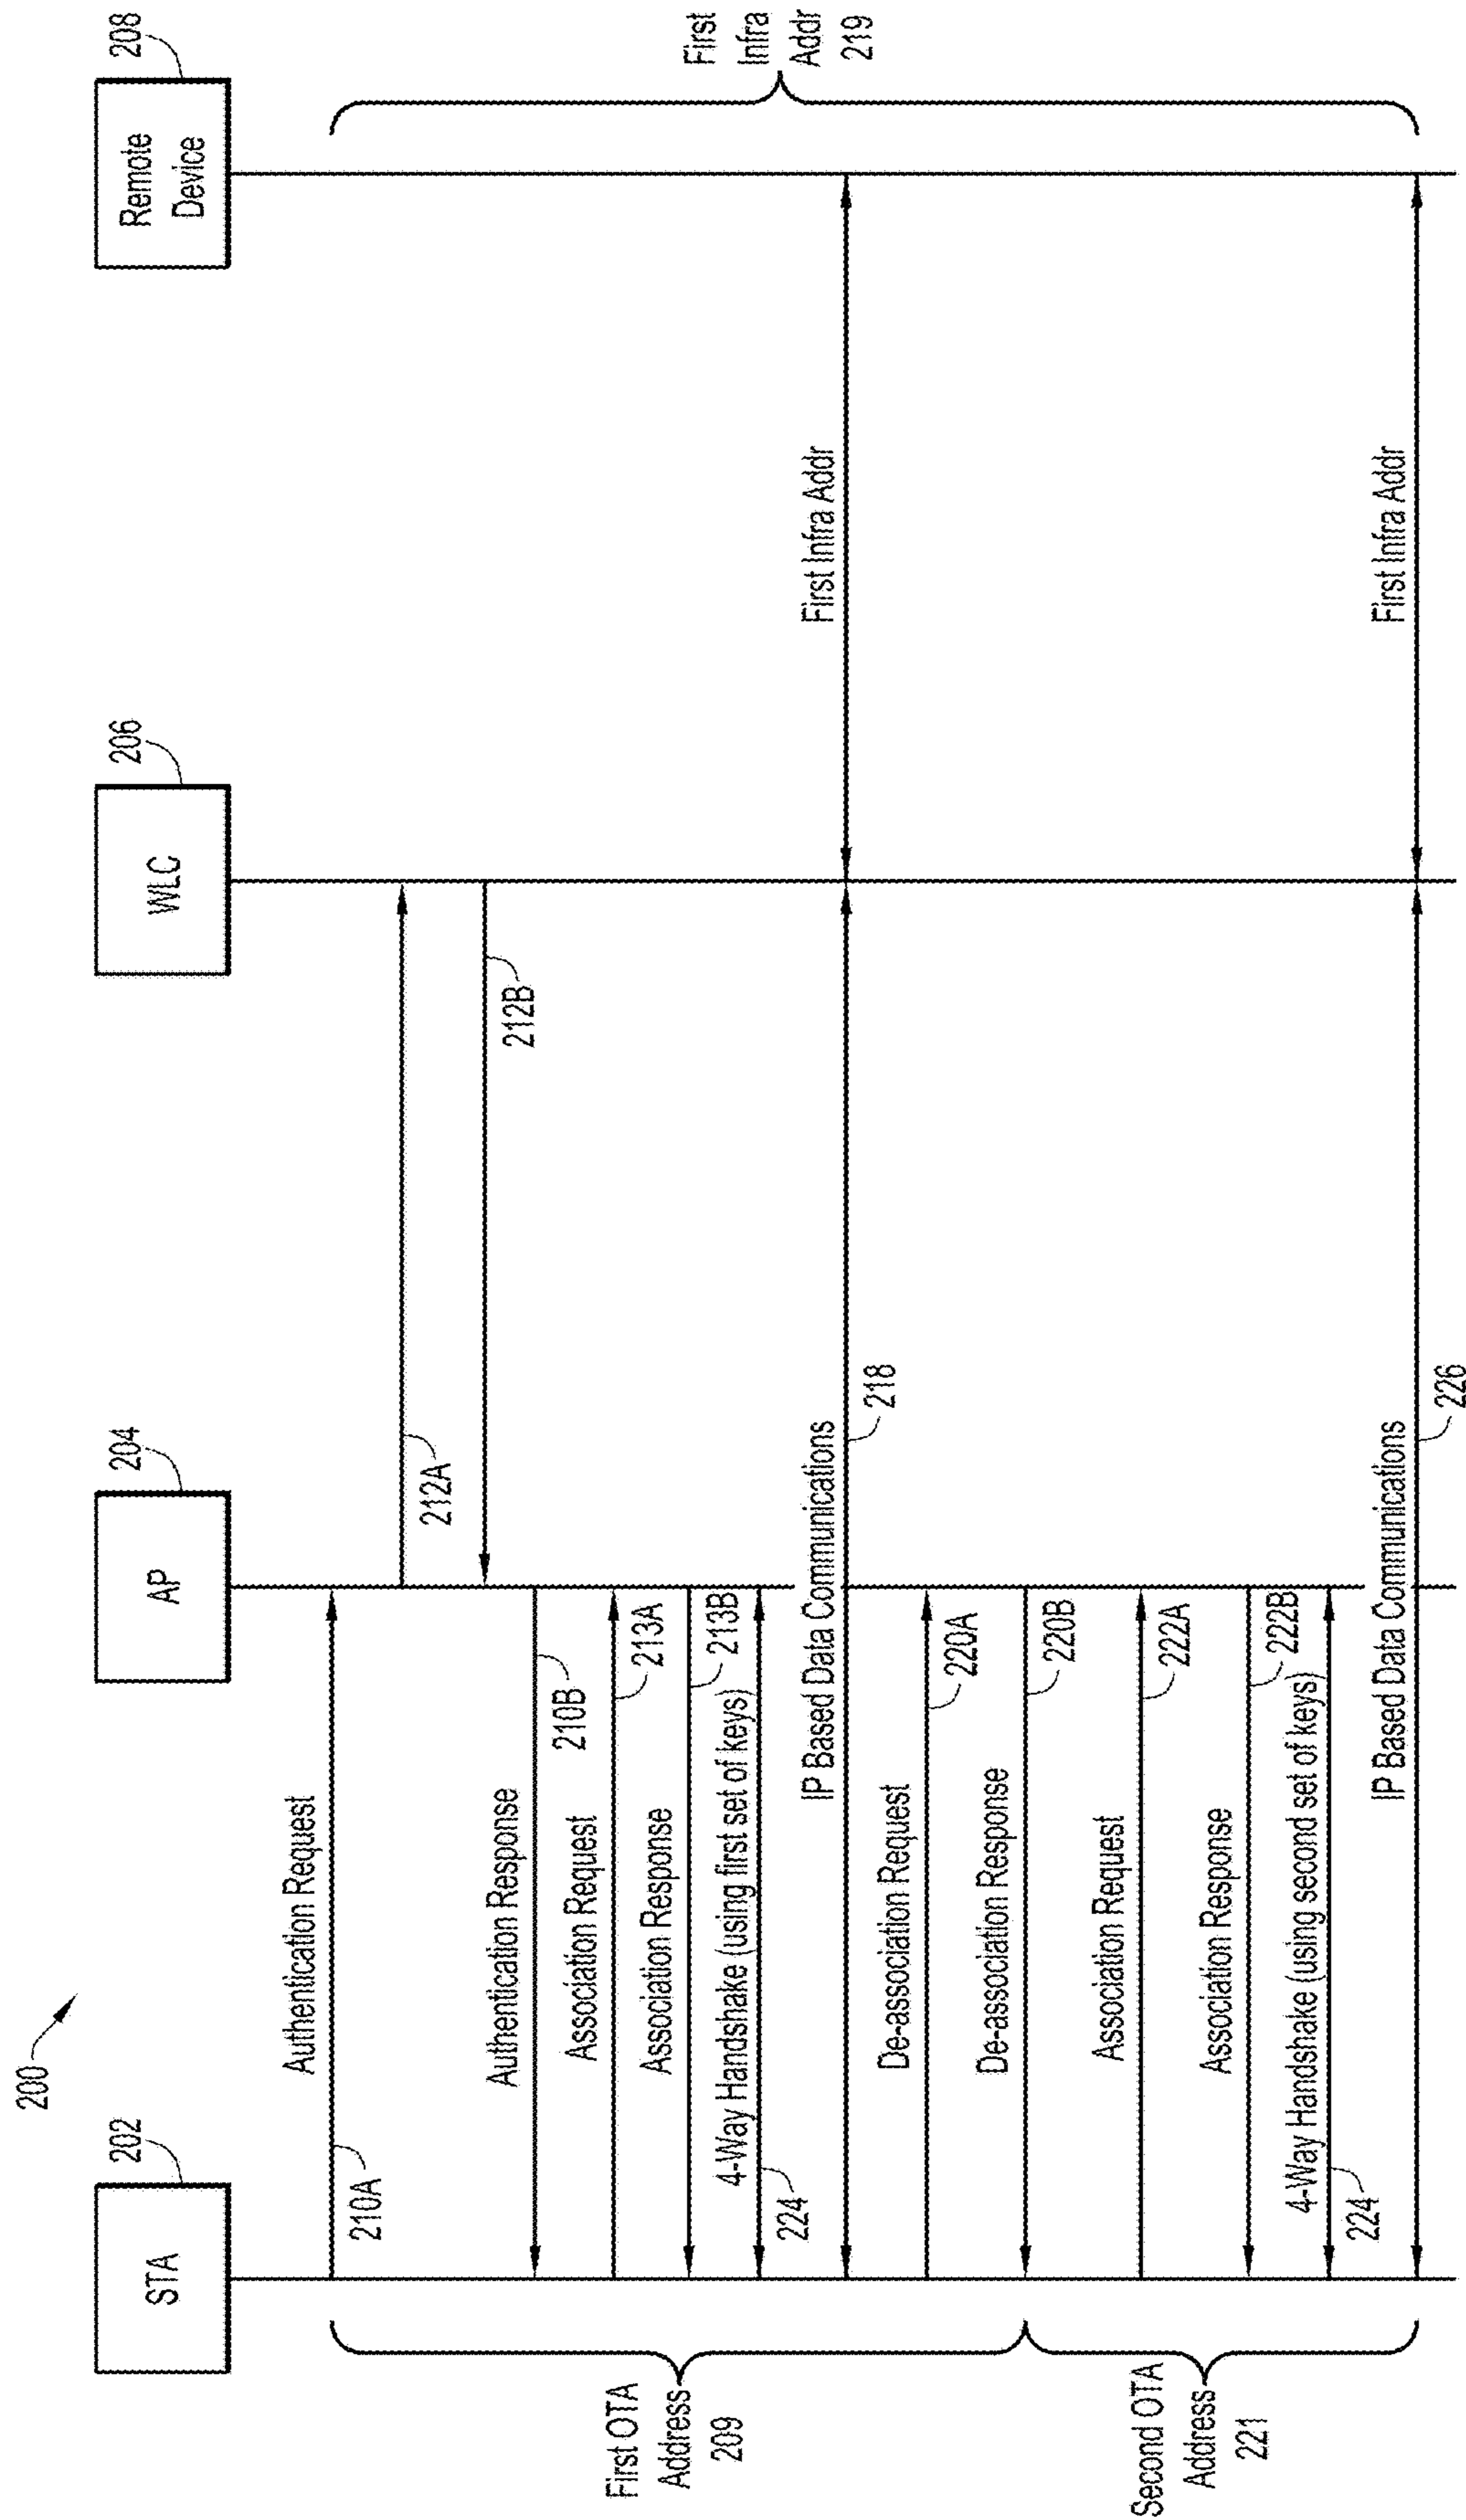 200
202
STA
204
AP
206
WLC
208
Remote
Device
Authentication Request
210A
212A
212B
Authentication Response
210B
Association Request
213A
Association Response
213B
4-Way Handshake (using first set of keys)
224
IP Based Data Communications
218
First Infra Addr
De-association Request
220A
De-association Response
220B
Association Request
222A
Association Response
222B
4-Way Handshake (using second set of keys)
224
IP Based Data Communications
226
First Infra Addr
First OTA
Address
209
Second OTA
Address
221
First
Infra
Addr
219